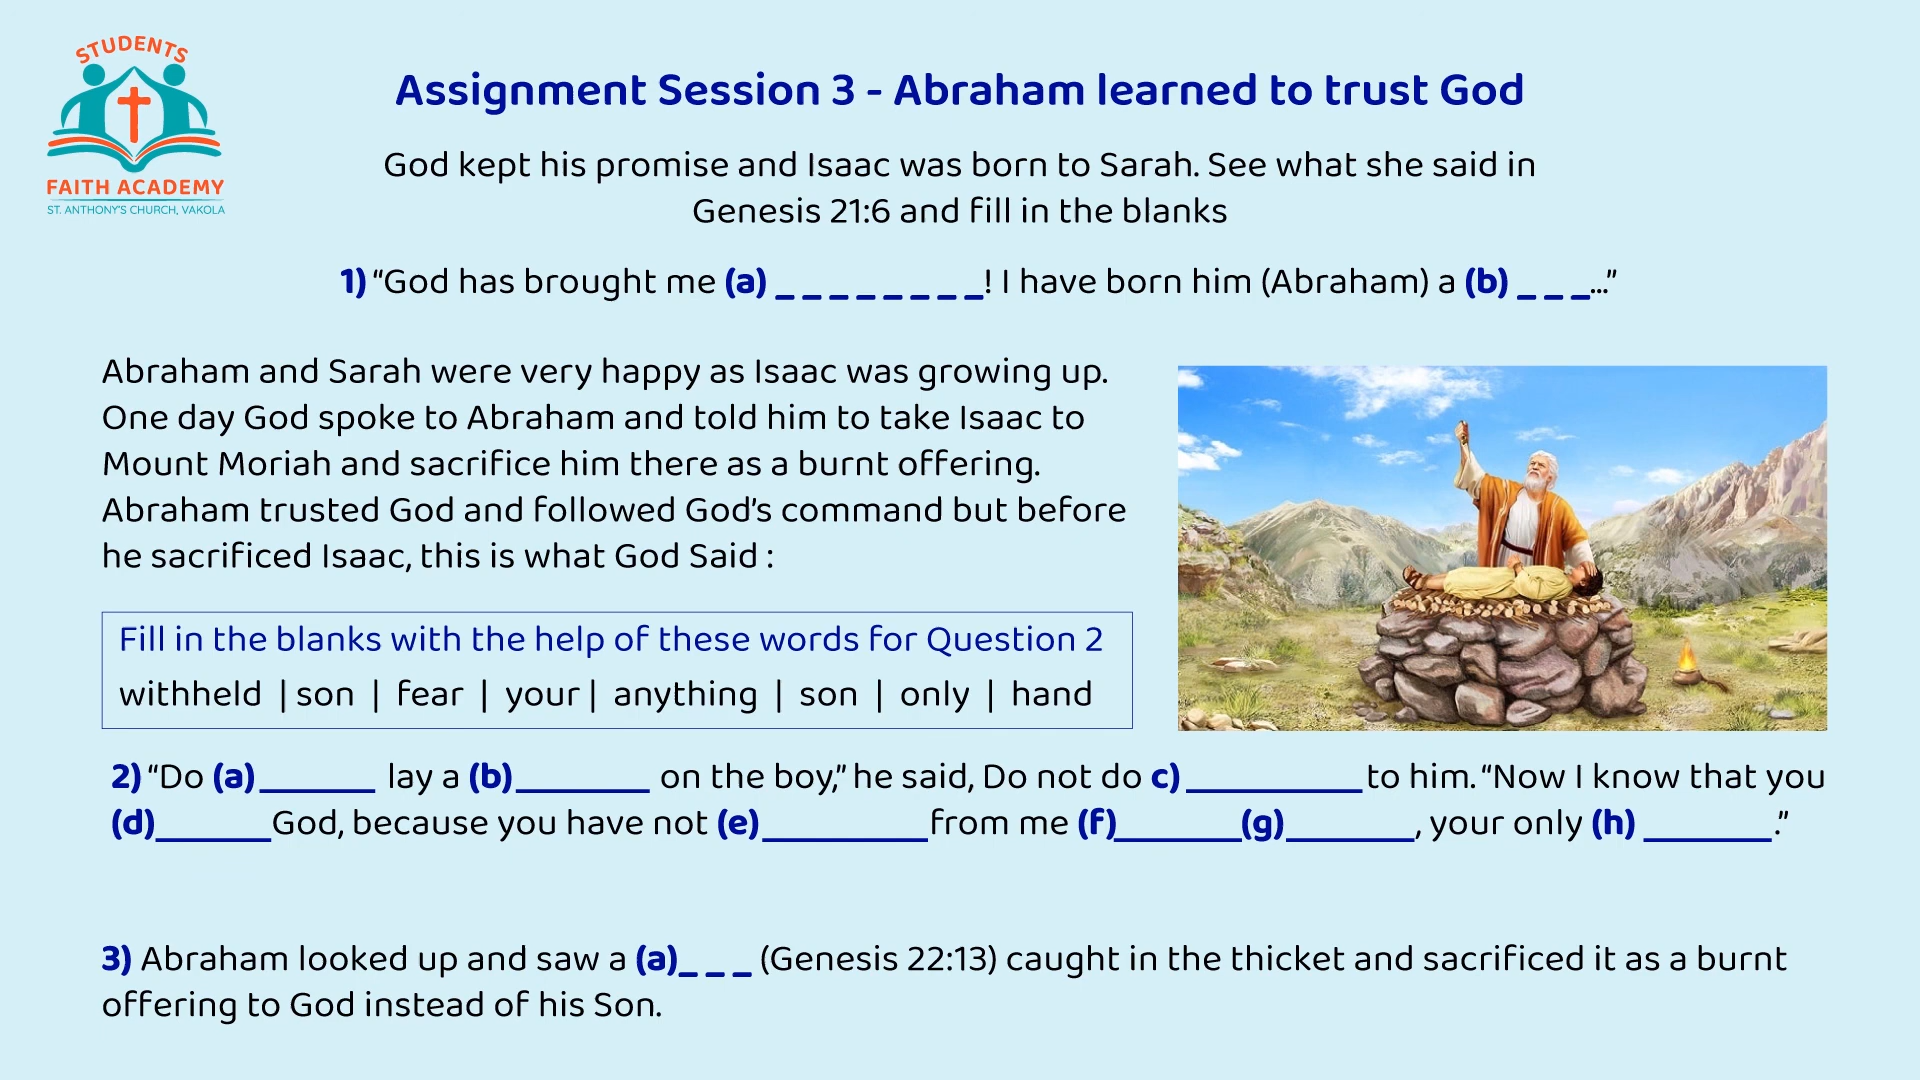 STUDENTS
FAITH ACADEMY
ST. ANTHONY'S CHURCH, VAKOLA
Assignment Session 3 - Abraham learned to trust God
God kept his promise and Isaac was born to Sarah. See what she said in
Genesis 21:6 and fill in the blanks
1) “God has brought me (a) _ _ _ _ _ _ _ _! I have born him (Abraham) a (b) _ _ _...”
Abraham and Sarah were very happy as Isaac was growing up.
One day God spoke to Abraham and told him to take Isaac to
Mount Moriah and sacrifice him there as a burnt offering.
Abraham trusted God and followed God's command but before
he sacrificed Isaac, this is what God Said :
Fill in the blanks with the help of these words for Question 2
withheld | son | fear | your | anything | son | only | hand
2) “Do (a)______ lay a (b)_______ on the boy,” he said, Do not do c)_________ to him. “Now I know that you
(d)______God, because you have not (e)_________from me (f)_______(g)_______, your only (h) _______.”
3) Abraham looked up and saw a (a)_ _ _ (Genesis 22:13) caught in the thicket and sacrificed it as a burnt
offering to God instead of his Son.